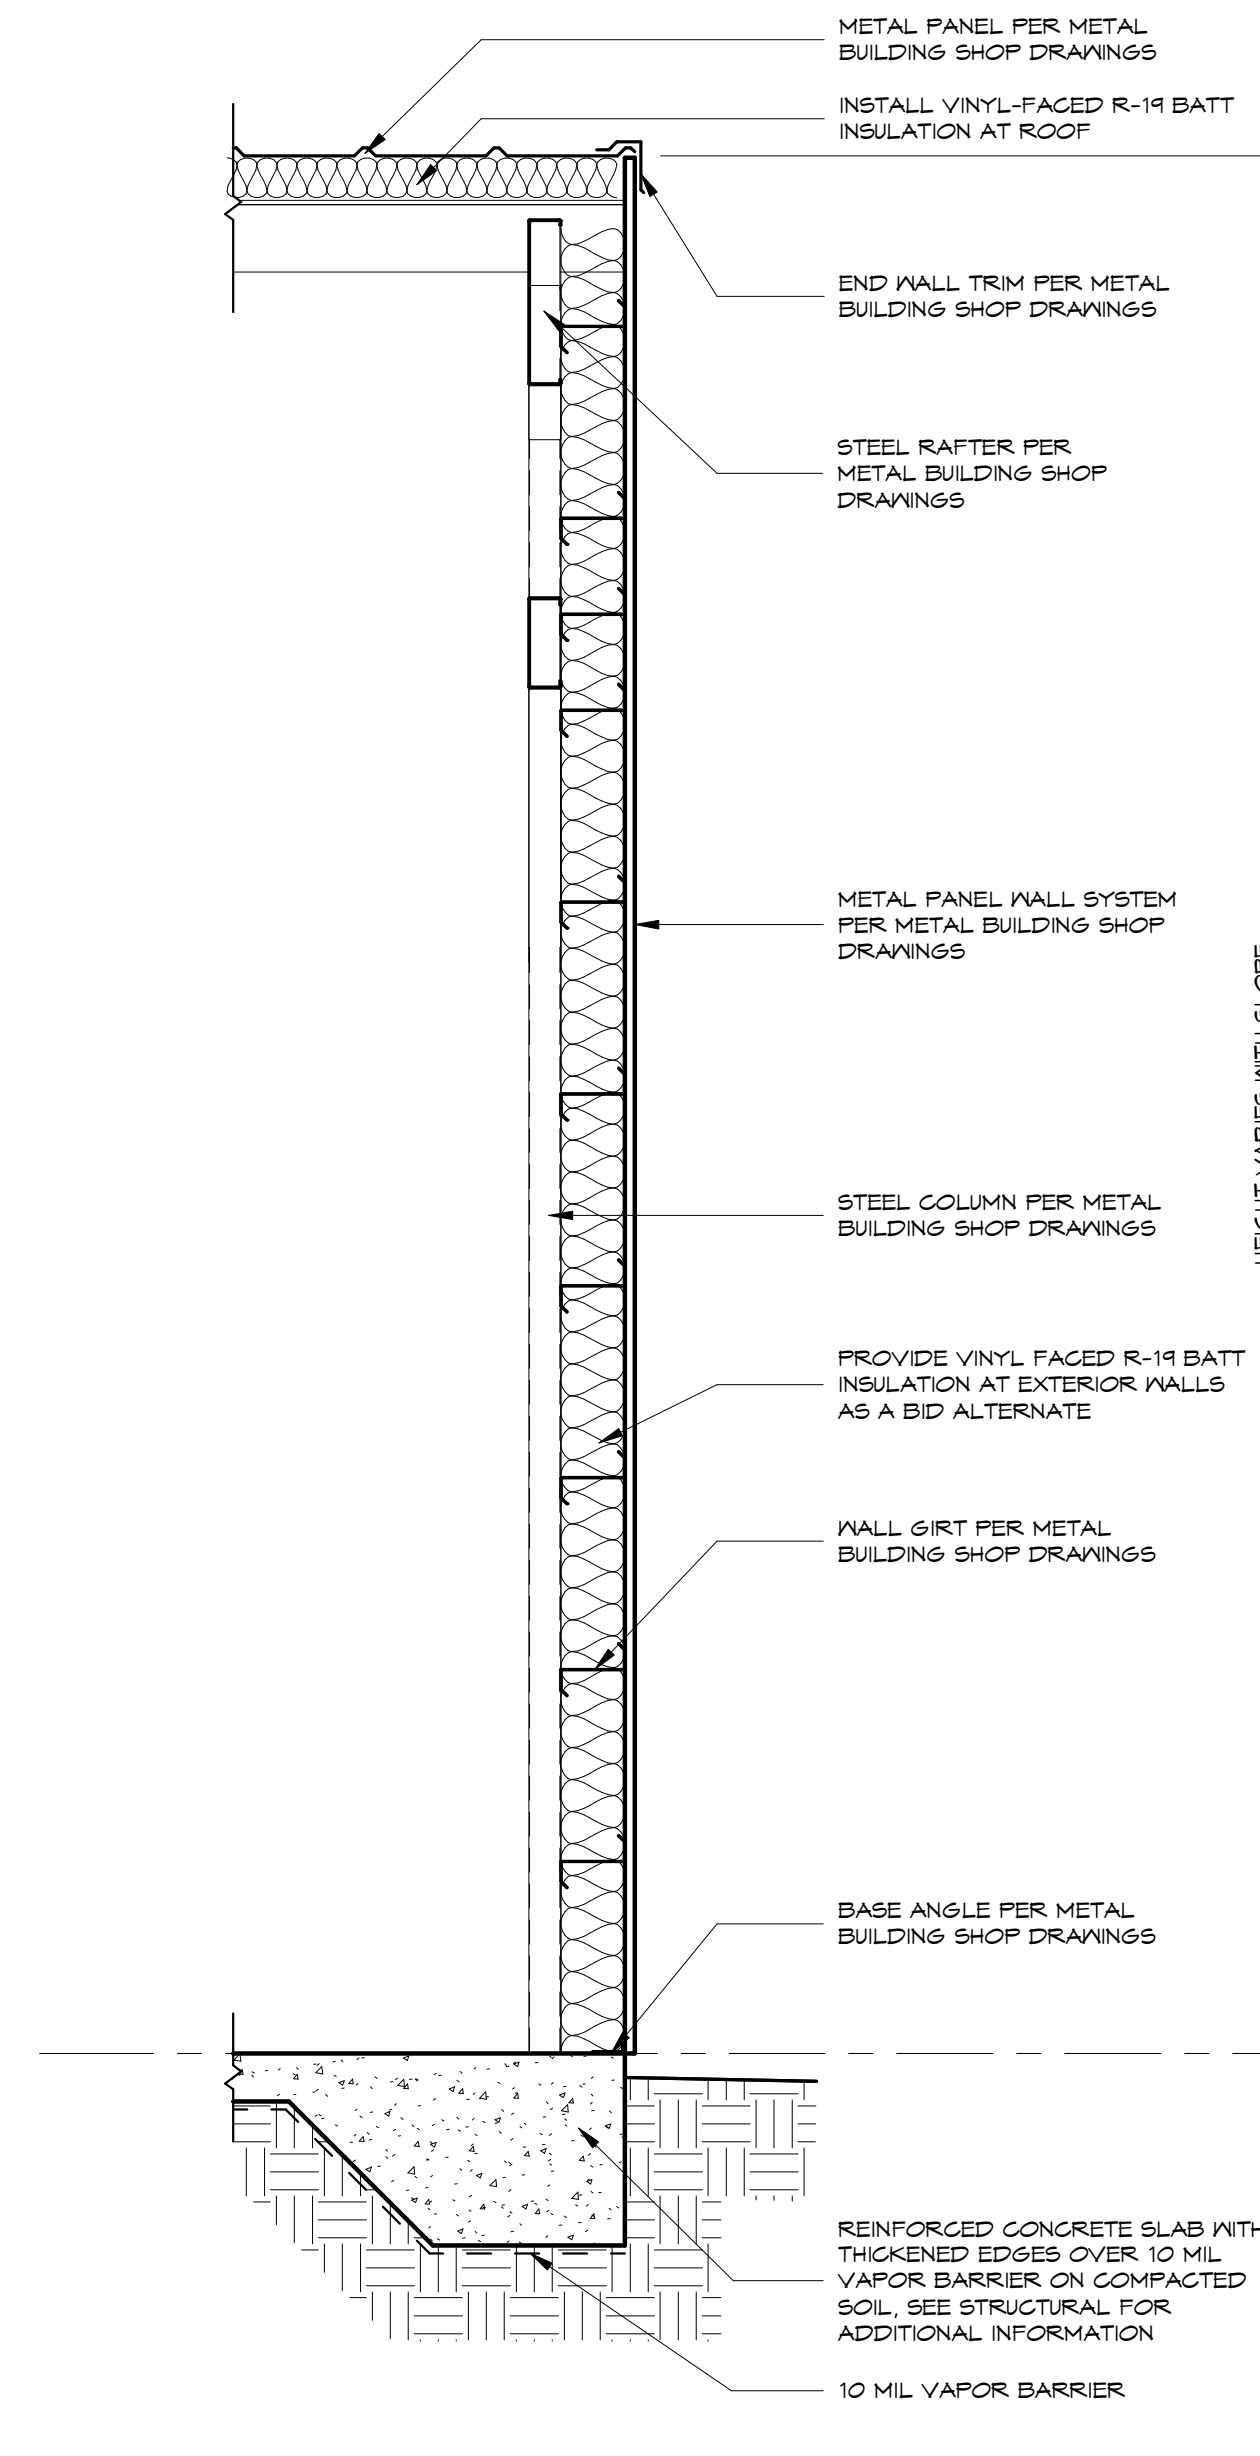 METAL PANEL PER METAL
BUILDING SHOP DRAWINGS
INSTALL VINYL-FACED R-19 BATT
INSULATION AT ROOF
END WALL TRIM PER METAL
BUILDING SHOP DRAWINGS
STEEL RAFTER PER
METAL BUILDING SHOP
DRAWINGS
METAL PANEL WALL SYSTEM
PER METAL BUILDING SHOP
DRAWINGS
HEIGHT VARIES WITH SLOPE
STEEL COLUMN PER METAL
BUILDING SHOP DRAWINGS
PROVIDE VINYL FACED R-19 BATT
INSULATION AT EXTERIOR WALLS
AS A BID ALTERNATE
WALL GIRT PER METAL
BUILDING SHOP DRAWINGS
BASE ANGLE PER METAL
BUILDING SHOP DRAWINGS
REINFORCED CONCRETE SLAB WITH
THICKENED EDGES OVER 10 MIL
VAPOR BARRIER ON COMPACTED
SOIL, SEE STRUCTURAL FOR
ADDITIONAL INFORMATION
10 MIL VAPOR BARRIER